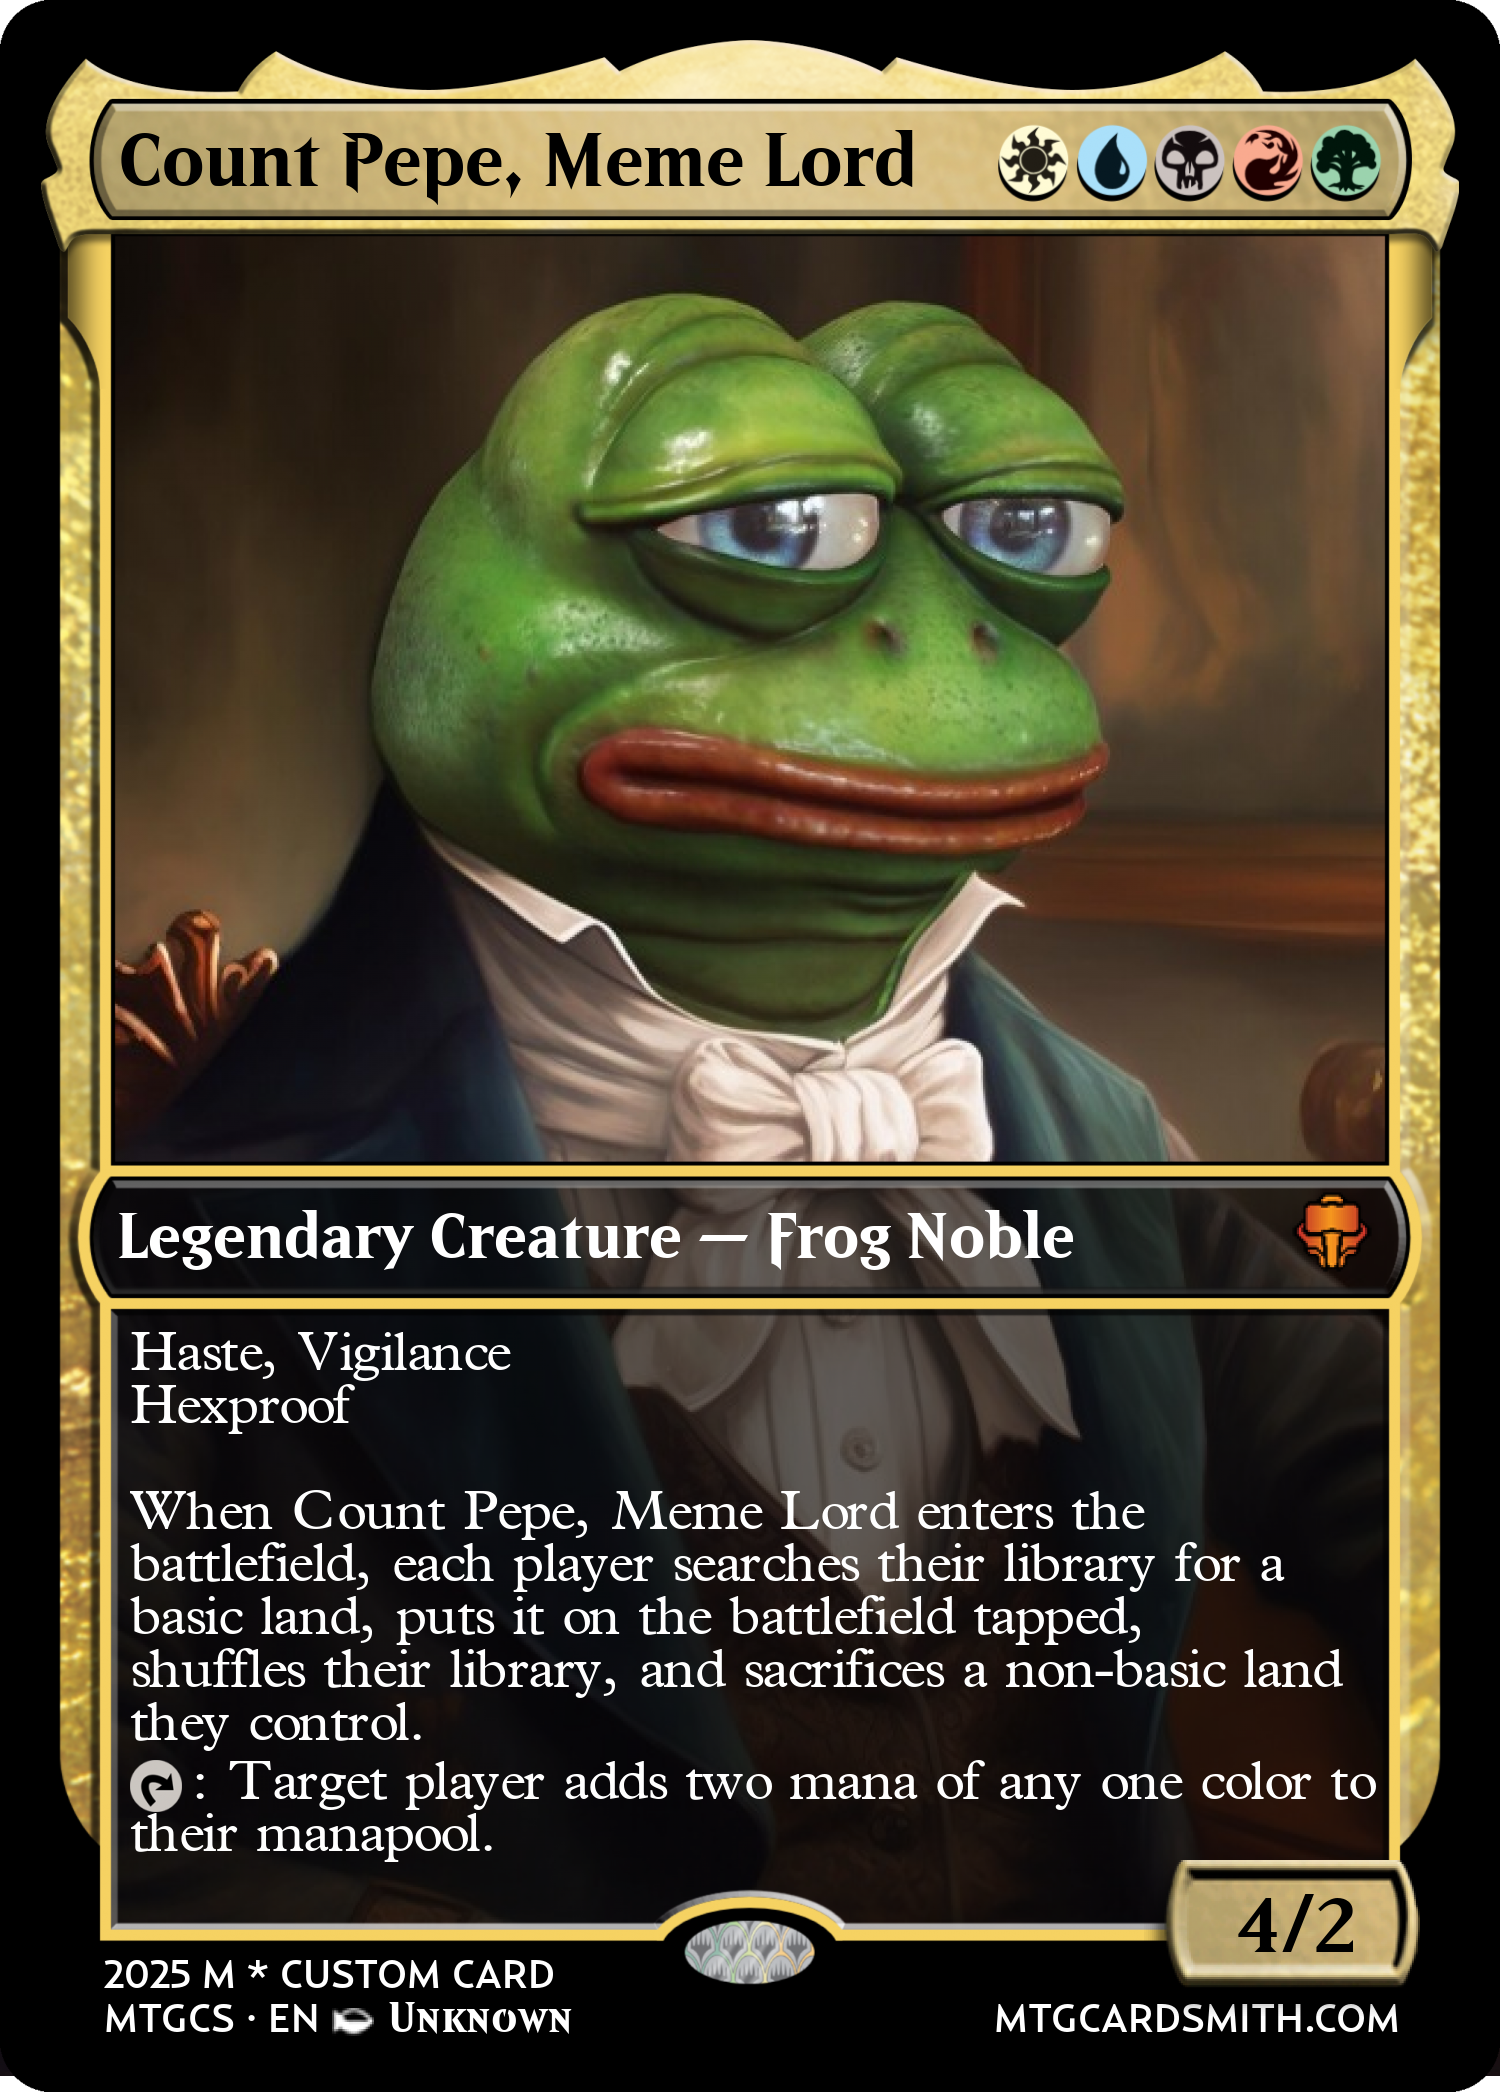 Count Pepe, Meme Lord
Legendary Creature — Frog Noble
Haste, Vigilance
Hexproof
When Count Pepe, Meme Lord enters the
battlefield, each player searches their library for a
basic land, puts it on the battlefield tapped,
shuffles their library, and sacrifices a non-basic land
they control.
: Target player adds two mana of any one color to
their manapool.
4/2
2025 M * CUSTOM CARD
MTGCS · EN Unknown
MTGCARDSMITH.COM